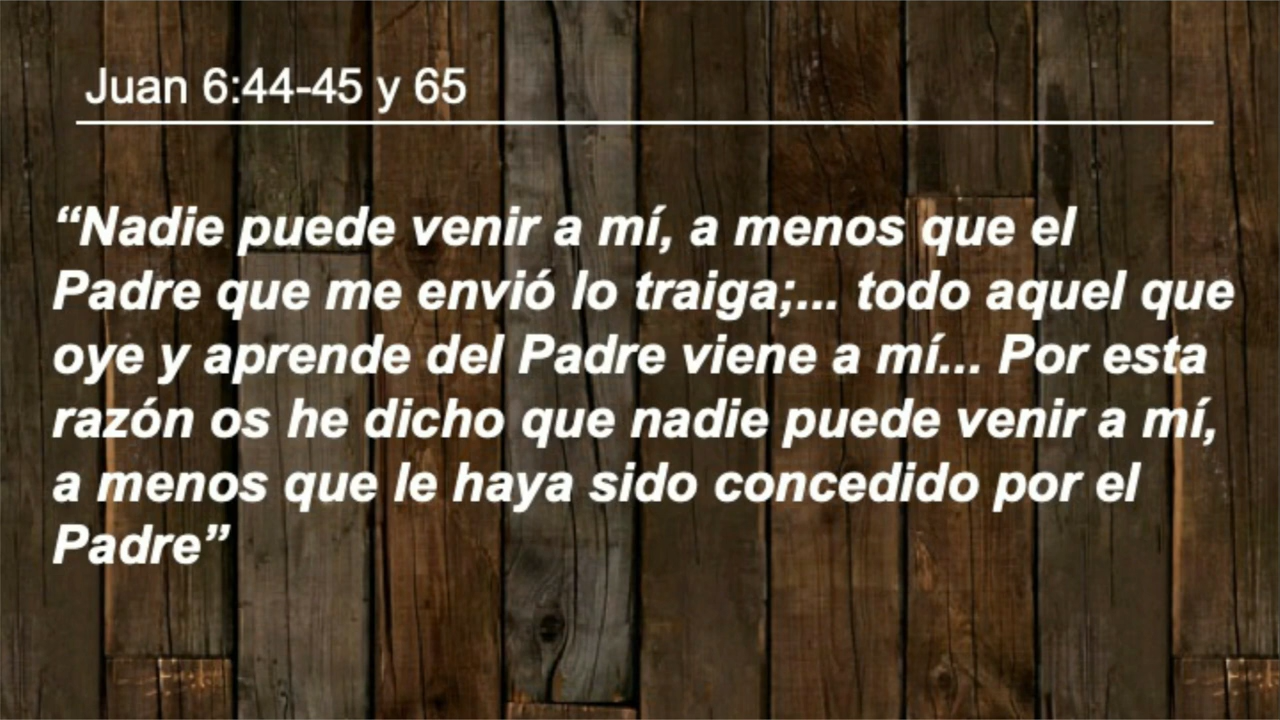 Juan 6:44-45 y 65
“Nadie puede venir a mí, a menos que el
Padre que me envió lo traiga;... todo aquel que
oye y aprende del Padre viene a mí... Por esta
razón os he dicho que nadie puede venir a mí,
a menos que le haya sido concedido por el
Padre”